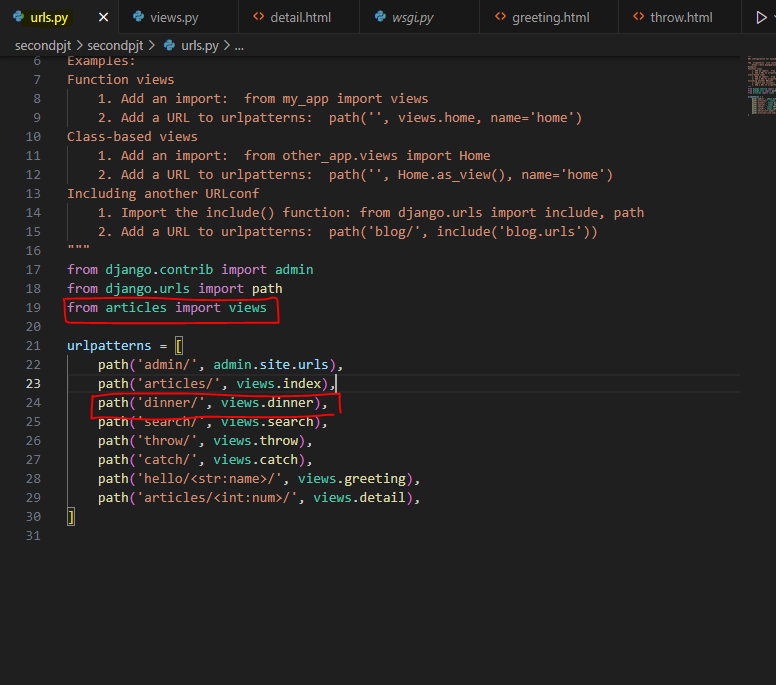 urls.py
views.py
detail.html
wsgi.py
greeting.html
throw.html
secondpjt > secondpjt > urls.py > ...
6 Examples:
7 Function views
8 1. Add an import:  from my_app import views
9 2. Add a URL to urlpatterns:  path('', views.home, name='home')
10 Class-based views
11 1. Add an import:  from other_app.views import Home
12 2. Add a URL to urlpatterns:  path('', Home.as_view(), name='home')
13 Including another URLconf
14 1. Import the include() function: from django.urls import include, path
15 2. Add a URL to urlpatterns:  path('blog/', include('blog.urls'))
16 """
17 from django.contrib import admin
18 from django.urls import path
19 from articles import views
20
21 urlpatterns = [
22 path('admin/', admin.site.urls),
23 path('articles/', views.index),
24 path('dinner/', views.dinner),
25 path('search/', views.search),
26 path('throw/', views.throw),
27 path('catch/', views.catch),
28 path('hello/<str:name>/', views.greeting),
29 path('articles/<int:num>/', views.detail),
30 ]
31